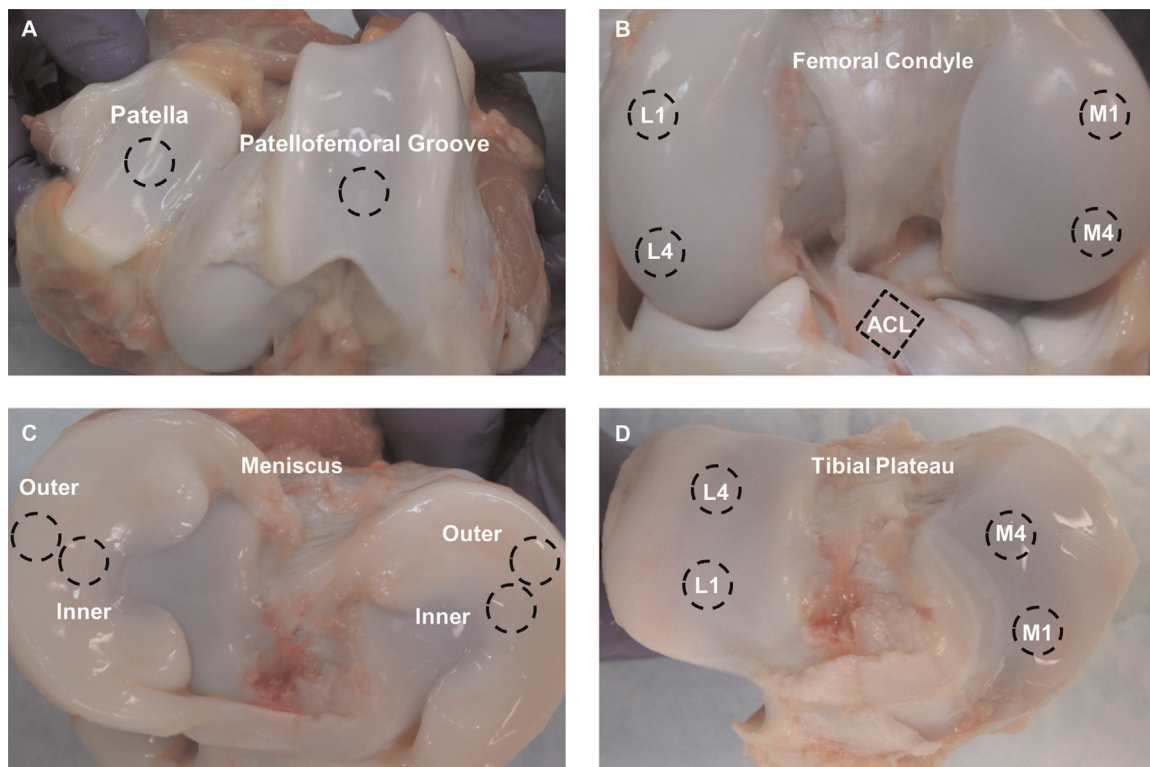 A
Patella
Patellofemoral Groove
B
Femoral Condyle
L1
M1
L4
M4
ACL
C
Meniscus
Outer
Outer
Inner
Inner
D
Tibial Plateau
L4
M4
L1
M1